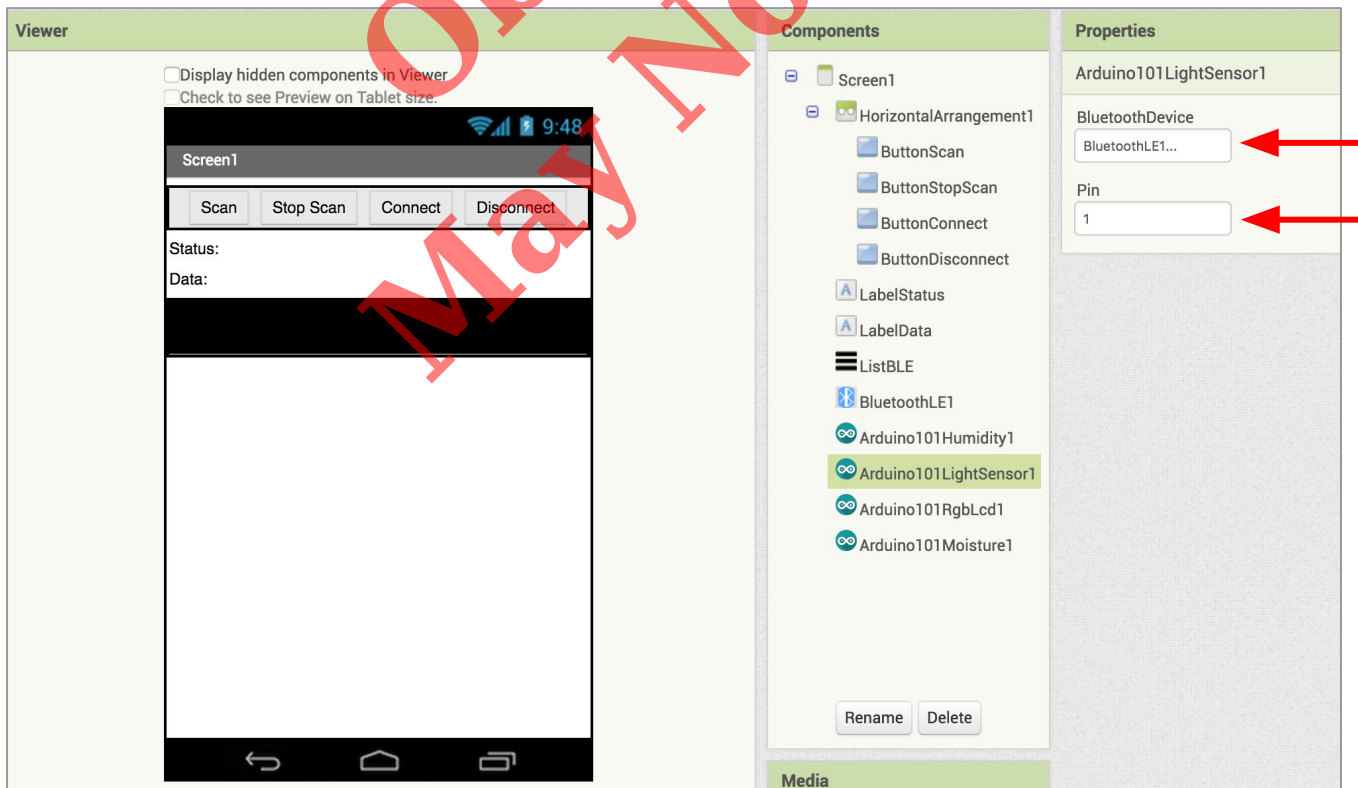 Viewer
Display hidden components in Viewer
Check to see Preview on Tablet size.
9:48
Screen1
Scan Stop Scan Connect Disconnect
Status:
Data:
Components
Screen1
HorizontalArrangement1
ButtonScan
ButtonStopScan
ButtonConnect
ButtonDisconnect
A LabelStatus
A LabelData
ListBLE
BluetoothLE1
Arduino101Humidity1
Arduino101LightSensor1
Arduino101RgbLcd1
Arduino101Moisture1
Rename Delete
Media
Properties
Arduino101LightSensor1
BluetoothDevice
BluetoothLE1...
Pin
1
May